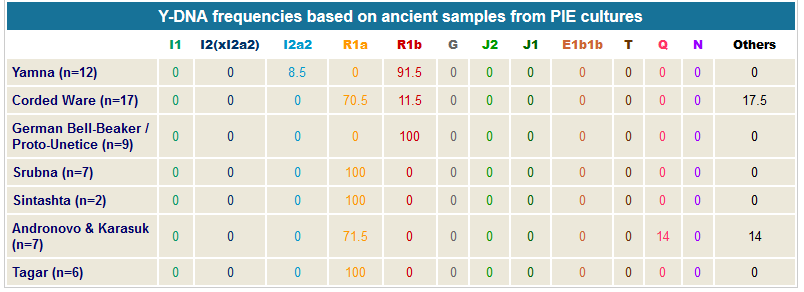 Y-DNA frequencies based on ancient samples from PIE cultures
I1 I2(xI2a2) I2a2 R1a R1b G J2 J1 E1b1b T Q N Others
Yamna (n=12) 0 0 8.5 0 91.5 0 0 0 0 0 0 0 0
Corded Ware (n=17) 0 0 0 70.5 11.5 0 0 0 0 0 0 0 17.5
German Bell-Beaker /
Proto-Unetice (n=9) 0 0 0 0 100 0 0 0 0 0 0 0 0
Srubna (n=7) 0 0 0 100 0 0 0 0 0 0 0 0 0
Sintashta (n=2) 0 0 0 100 0 0 0 0 0 0 0 0 0
Andronovo & Karasuk
(n=7) 0 0 0 71.5 0 0 0 0 0 0 14 0 14
Tagar (n=6) 0 0 0 100 0 0 0 0 0 0 0 0 0